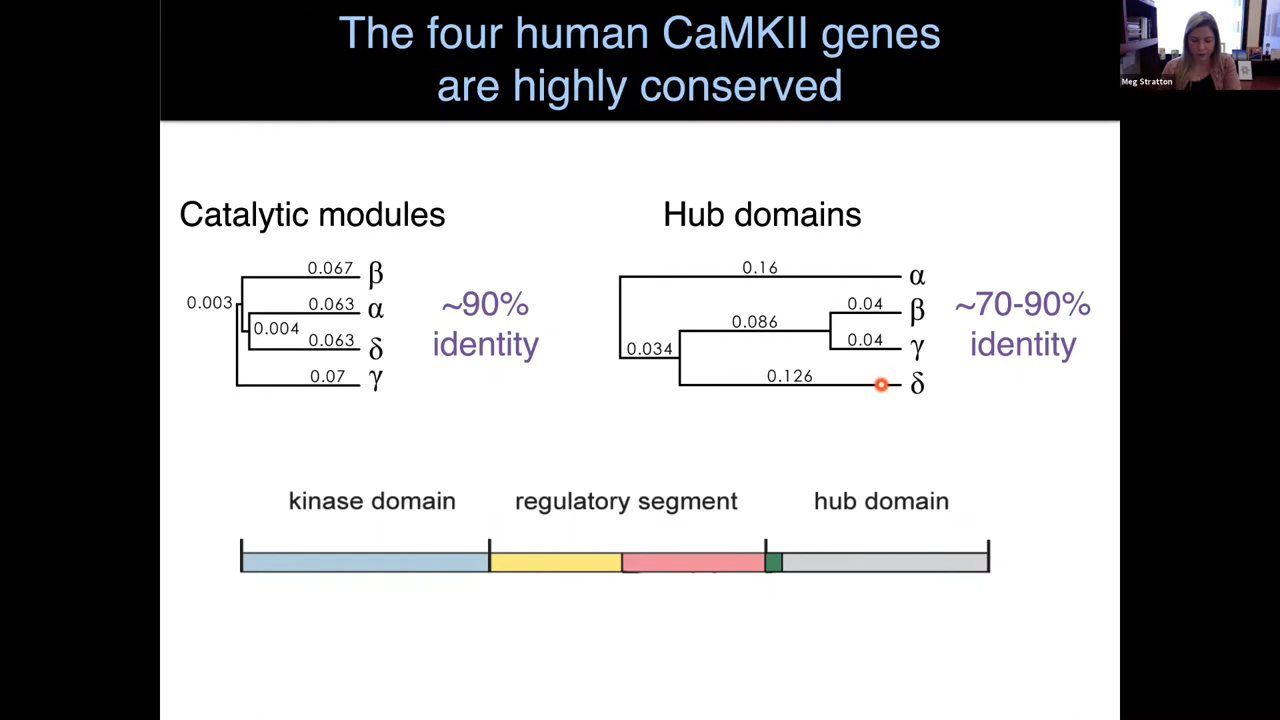 The four human CaMKII genes
are highly conserved
Meg Stratton
Catalytic modules
0.067 β
0.003
0.063 α
0.004
0.063 δ
0.07 γ
~90%
identity
Hub domains
0.16 α
0.04 β
0.086
0.04 γ
0.034
0.126 δ
~70-90%
identity
kinase domain
regulatory segment
hub domain